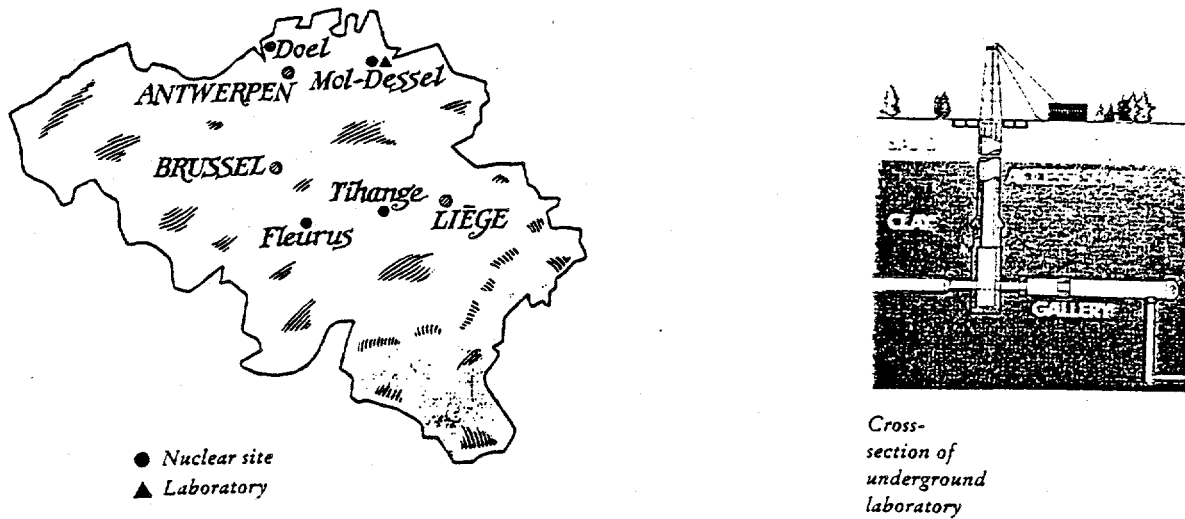 Doel
Mol-Dessel
ANTWERPEN
BRUSSEL
Tihange
LIÈGE
Fleurus
Nuclear site
Laboratory
CLAY
GALLERY
Cross-
section of
underground
laboratory